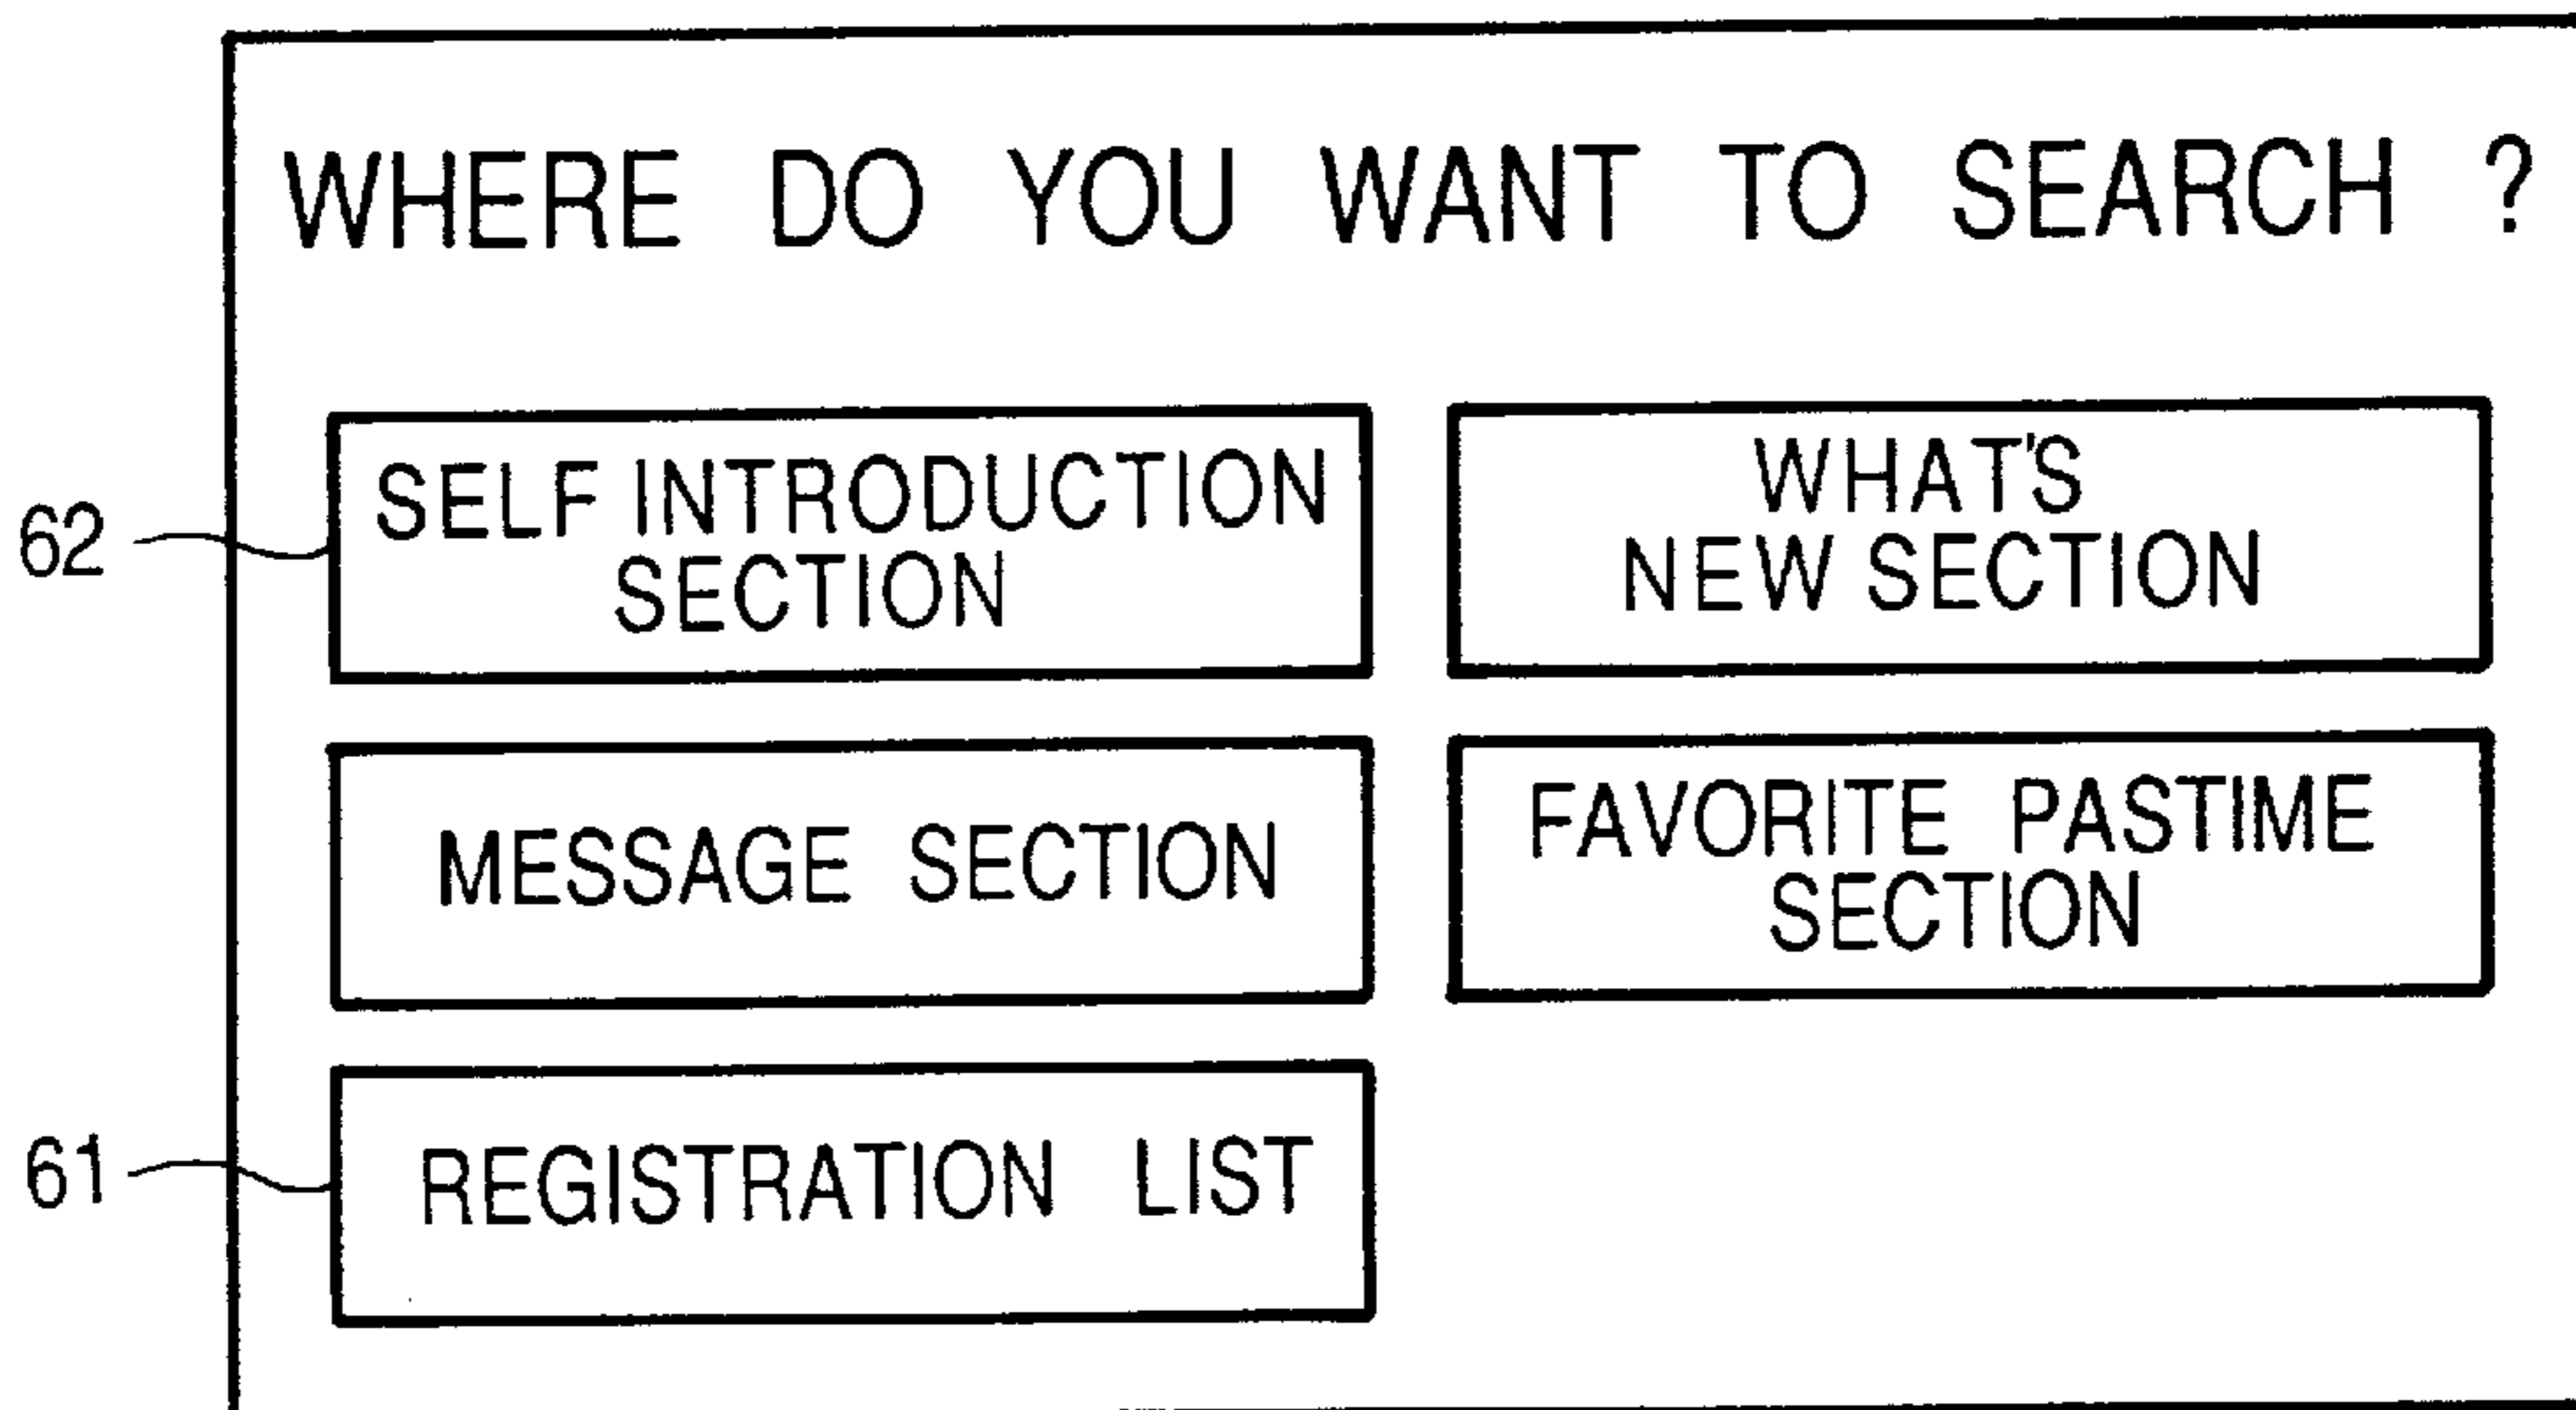 WHERE DO YOU WANT TO SEARCH ?
62
SELF INTRODUCTION
SECTION
WHAT'S
NEW SECTION
MESSAGE SECTION
FAVORITE PASTIME
SECTION
61
REGISTRATION LIST